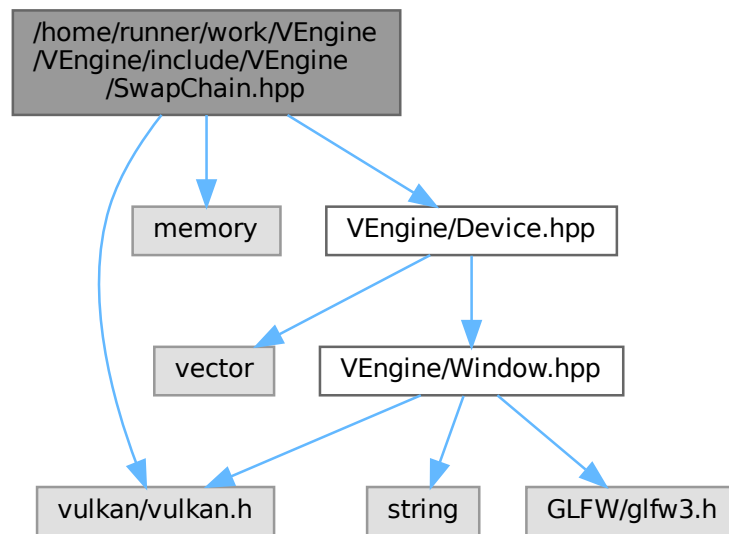 /home/runner/work/VEngine
/VEngine/include/VEngine
/SwapChain.hpp
memory
VEngine/Device.hpp
vector
VEngine/Window.hpp
vulkan/vulkan.h
string
GLFW/glfw3.h